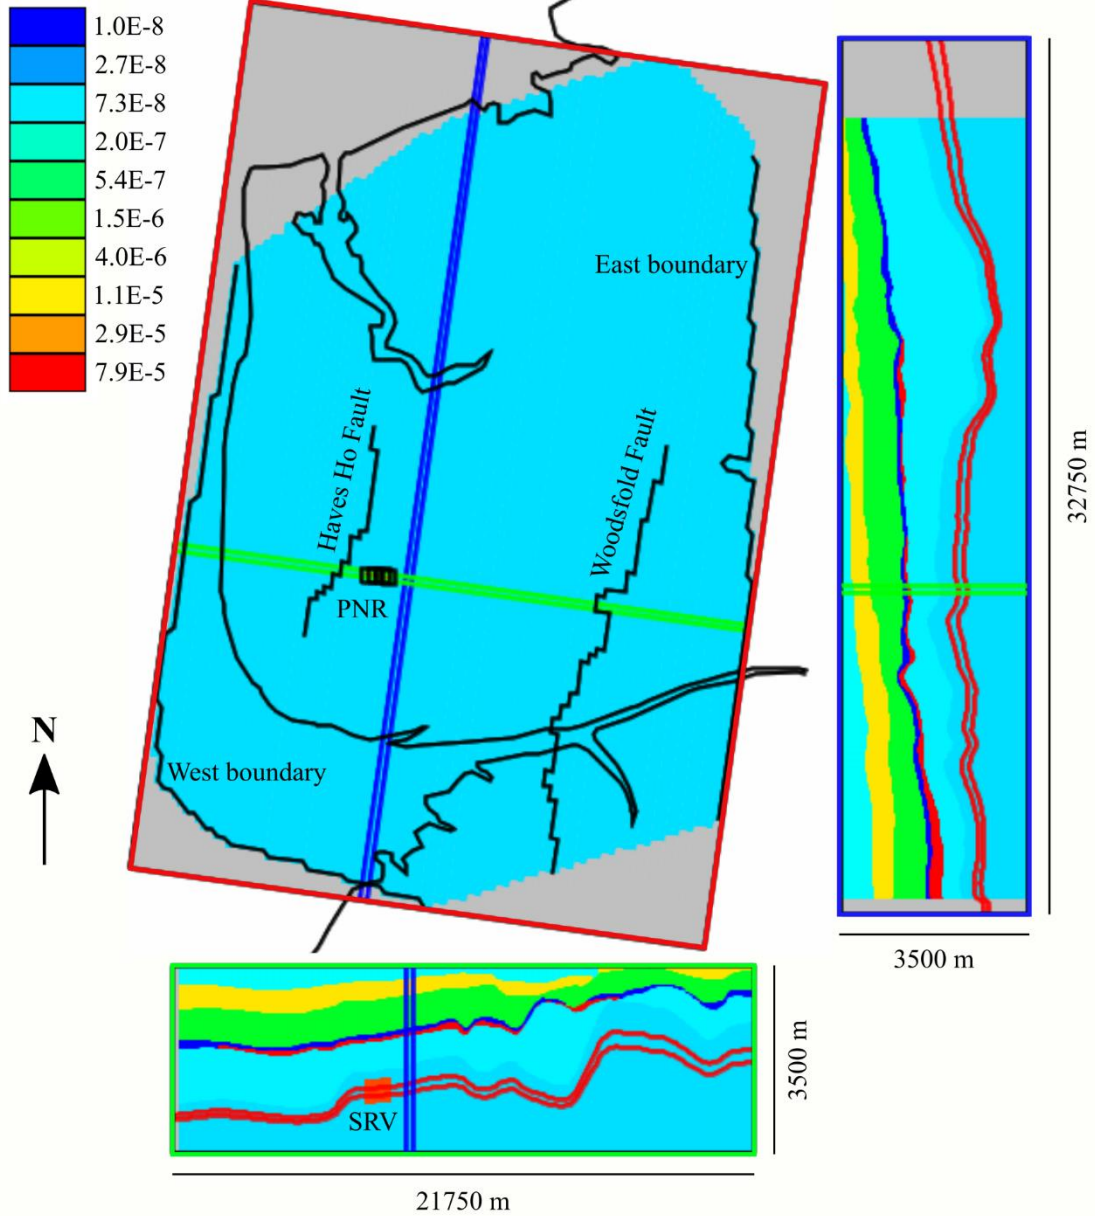 1.0E-8
2.7E-8
7.3E-8
2.0E-7
5.4E-7
1.5E-6
4.0E-6
1.1E-5
2.9E-5
7.9E-5
East boundary
Haves Ho Fault
Woodsfold Fault
PNR
N
West boundary
32750 m
3500 m
SRV
3500 m
21750 m